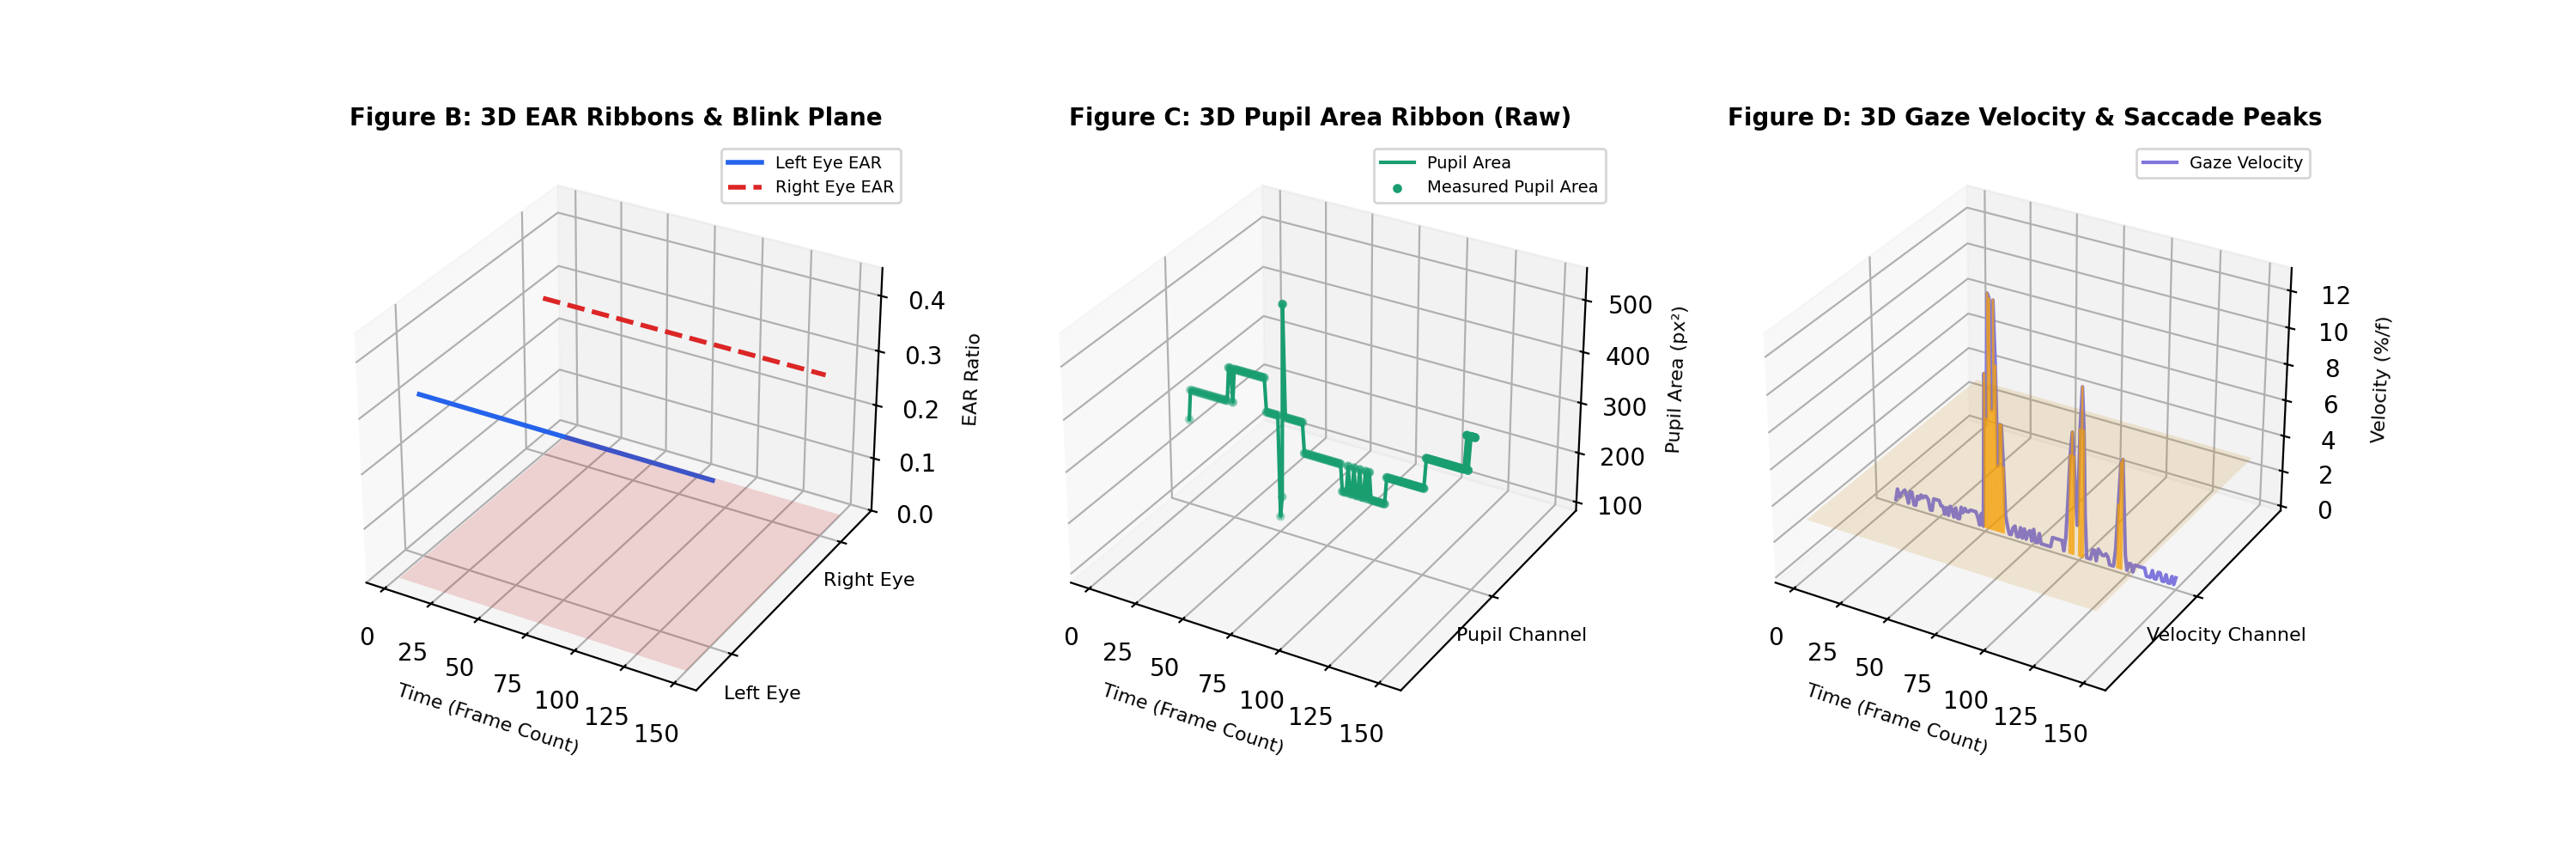 Figure B: 3D EAR Ribbons & Blink Plane
Left Eye EAR
Right Eye EAR
0.4
0.3
0.2
0.1
0.0
EAR Ratio
Right Eye
Left Eye
0
25
50
75
100
125
150
Time (Frame Count)
Figure C: 3D Pupil Area Ribbon (Raw)
Pupil Area
Measured Pupil Area
500
400
300
200
100
Pupil Area (px²)
Pupil Channel
0
25
50
75
100
125
150
Time (Frame Count)
Figure D: 3D Gaze Velocity & Saccade Peaks
Gaze Velocity
12
10
8
6
4
2
0
Velocity (%/f)
Velocity Channel
0
25
50
75
100
125
150
Time (Frame Count)